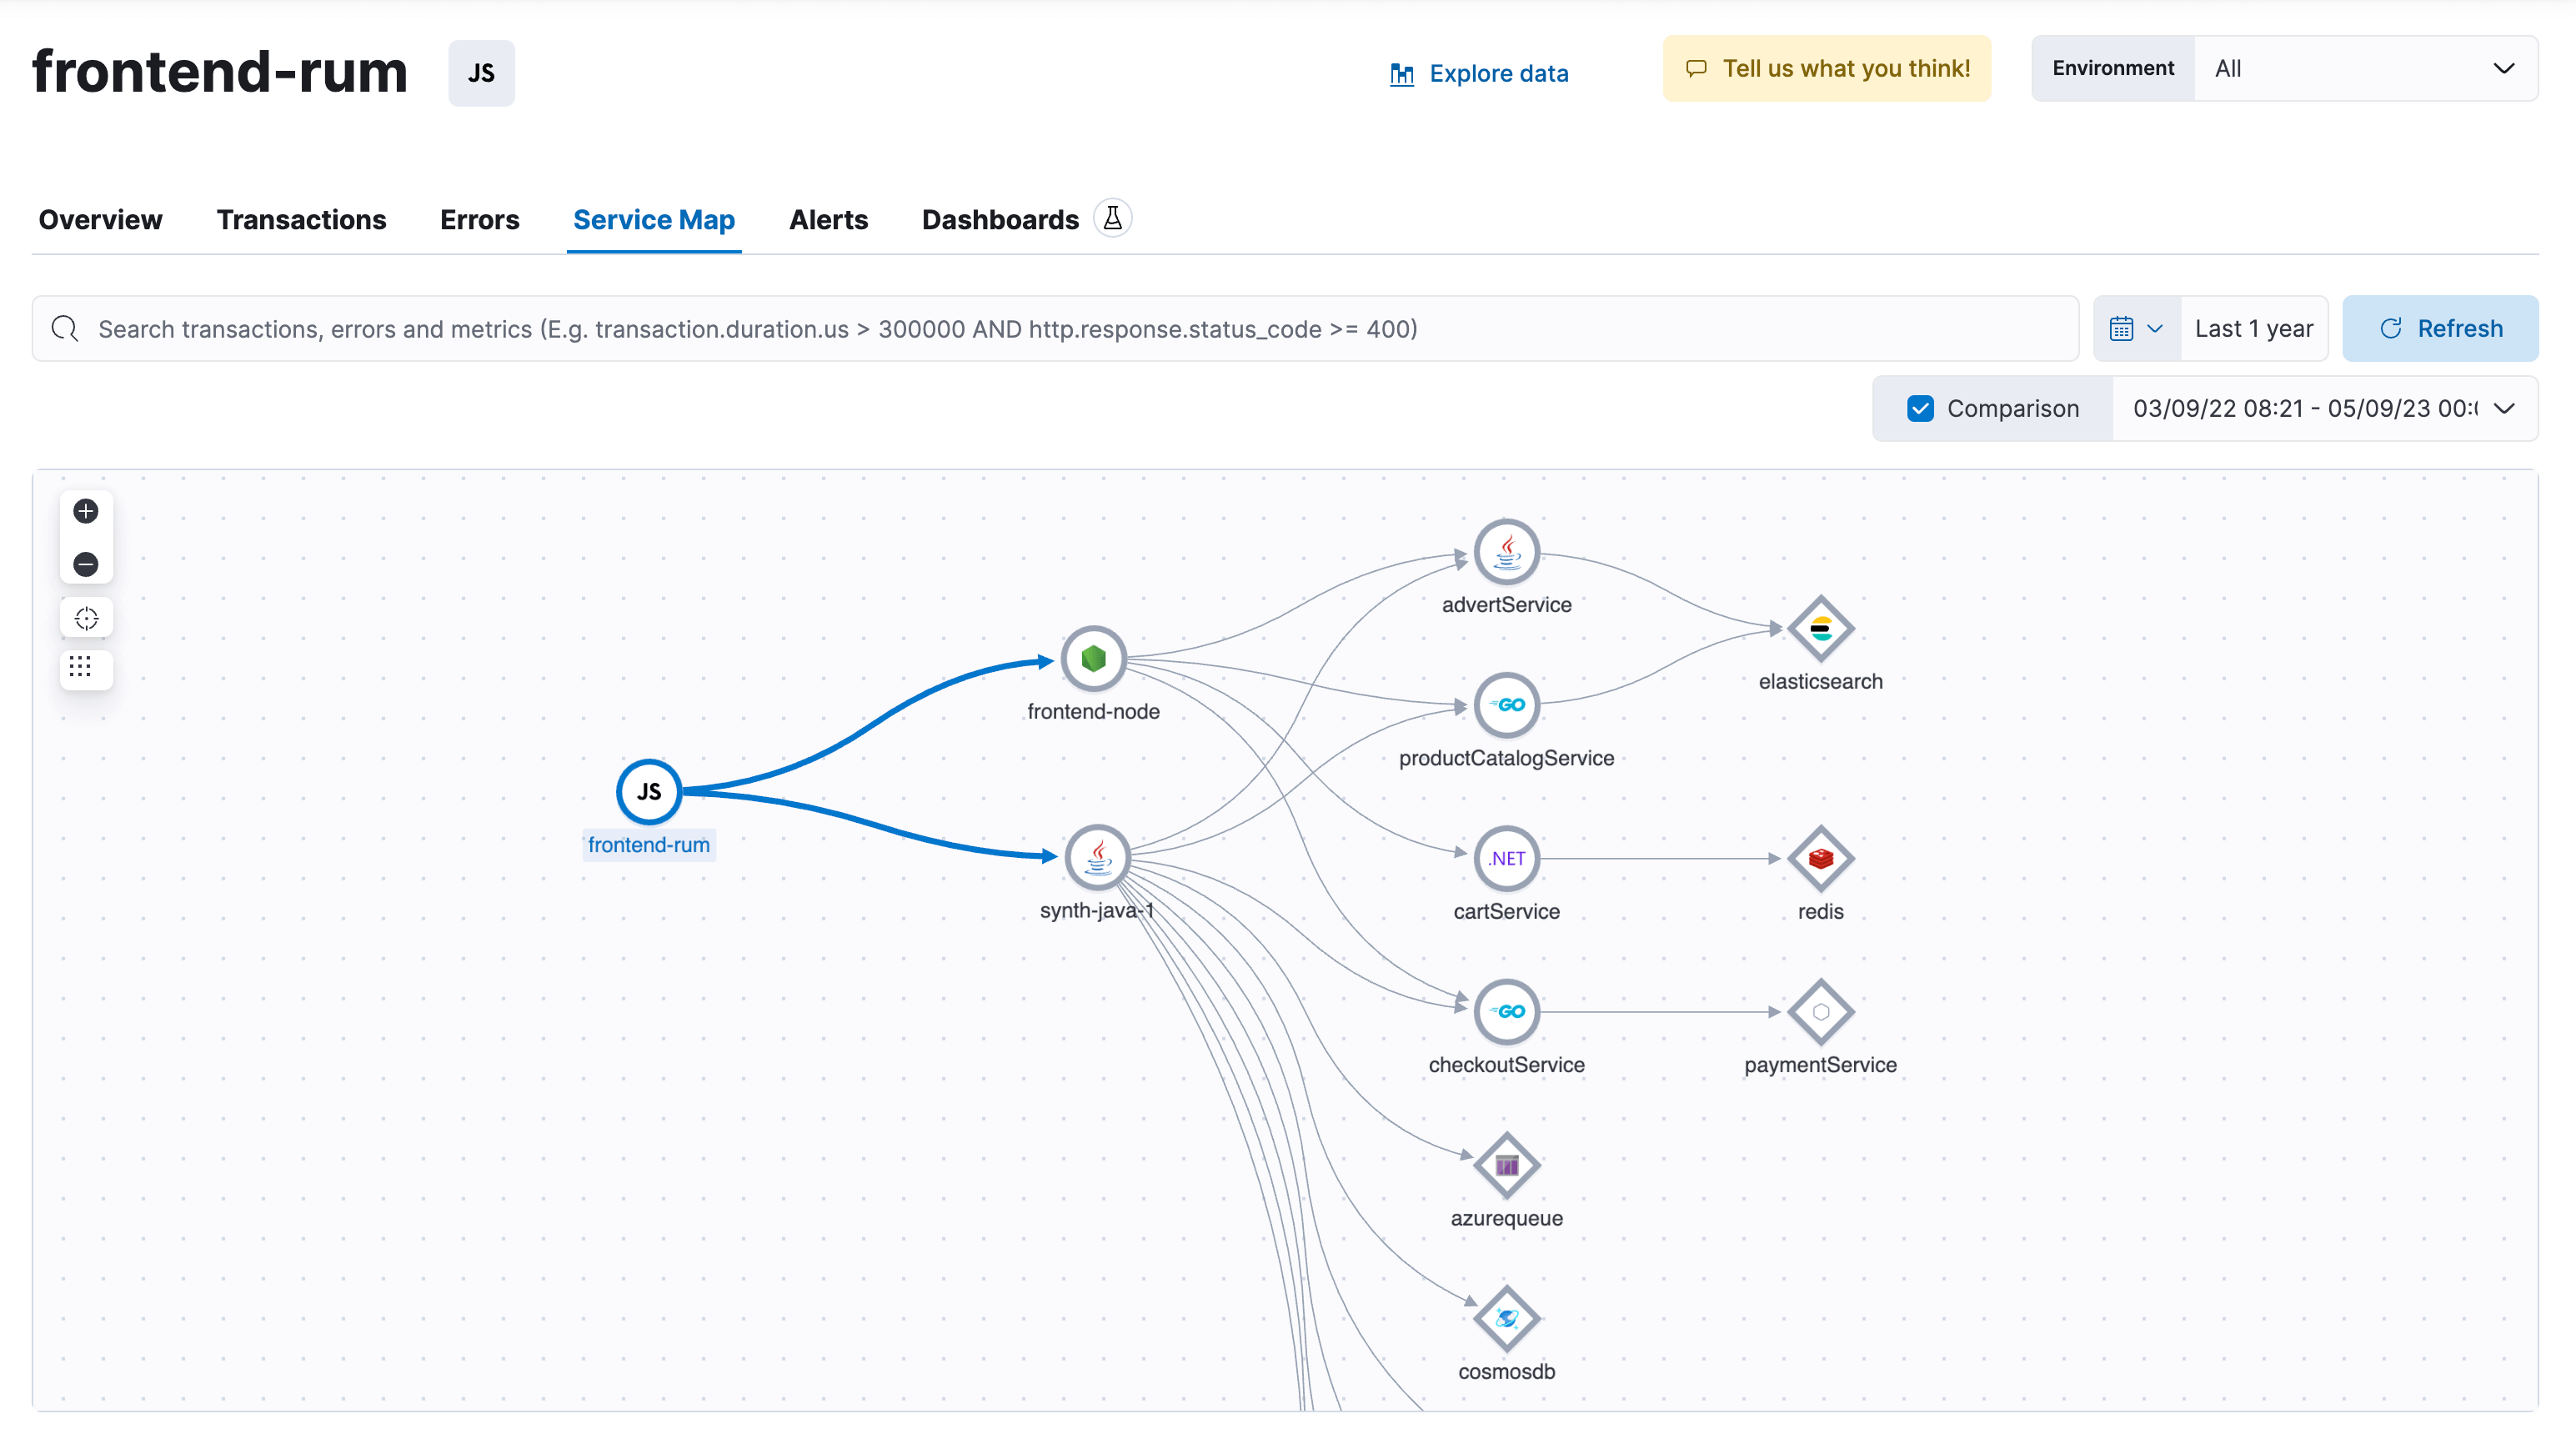 frontend-rum
JS
Explore data
Tell us what you think!
Environment
All
Overview
Transactions
Errors
Service Map
Alerts
Dashboards
Search transactions, errors and metrics (E.g. transaction.duration.us > 300000 AND http.response.status_code >= 400)
Last 1 year
Refresh
Comparison
03/09/22 08:21 - 05/09/23 00:
advertService
elasticsearch
frontend-node
GO
productCatalogService
JS
frontend-rum
synth-java-1
.NET
cartService
redis
GO
checkoutService
paymentService
azurequeue
cosmosdb